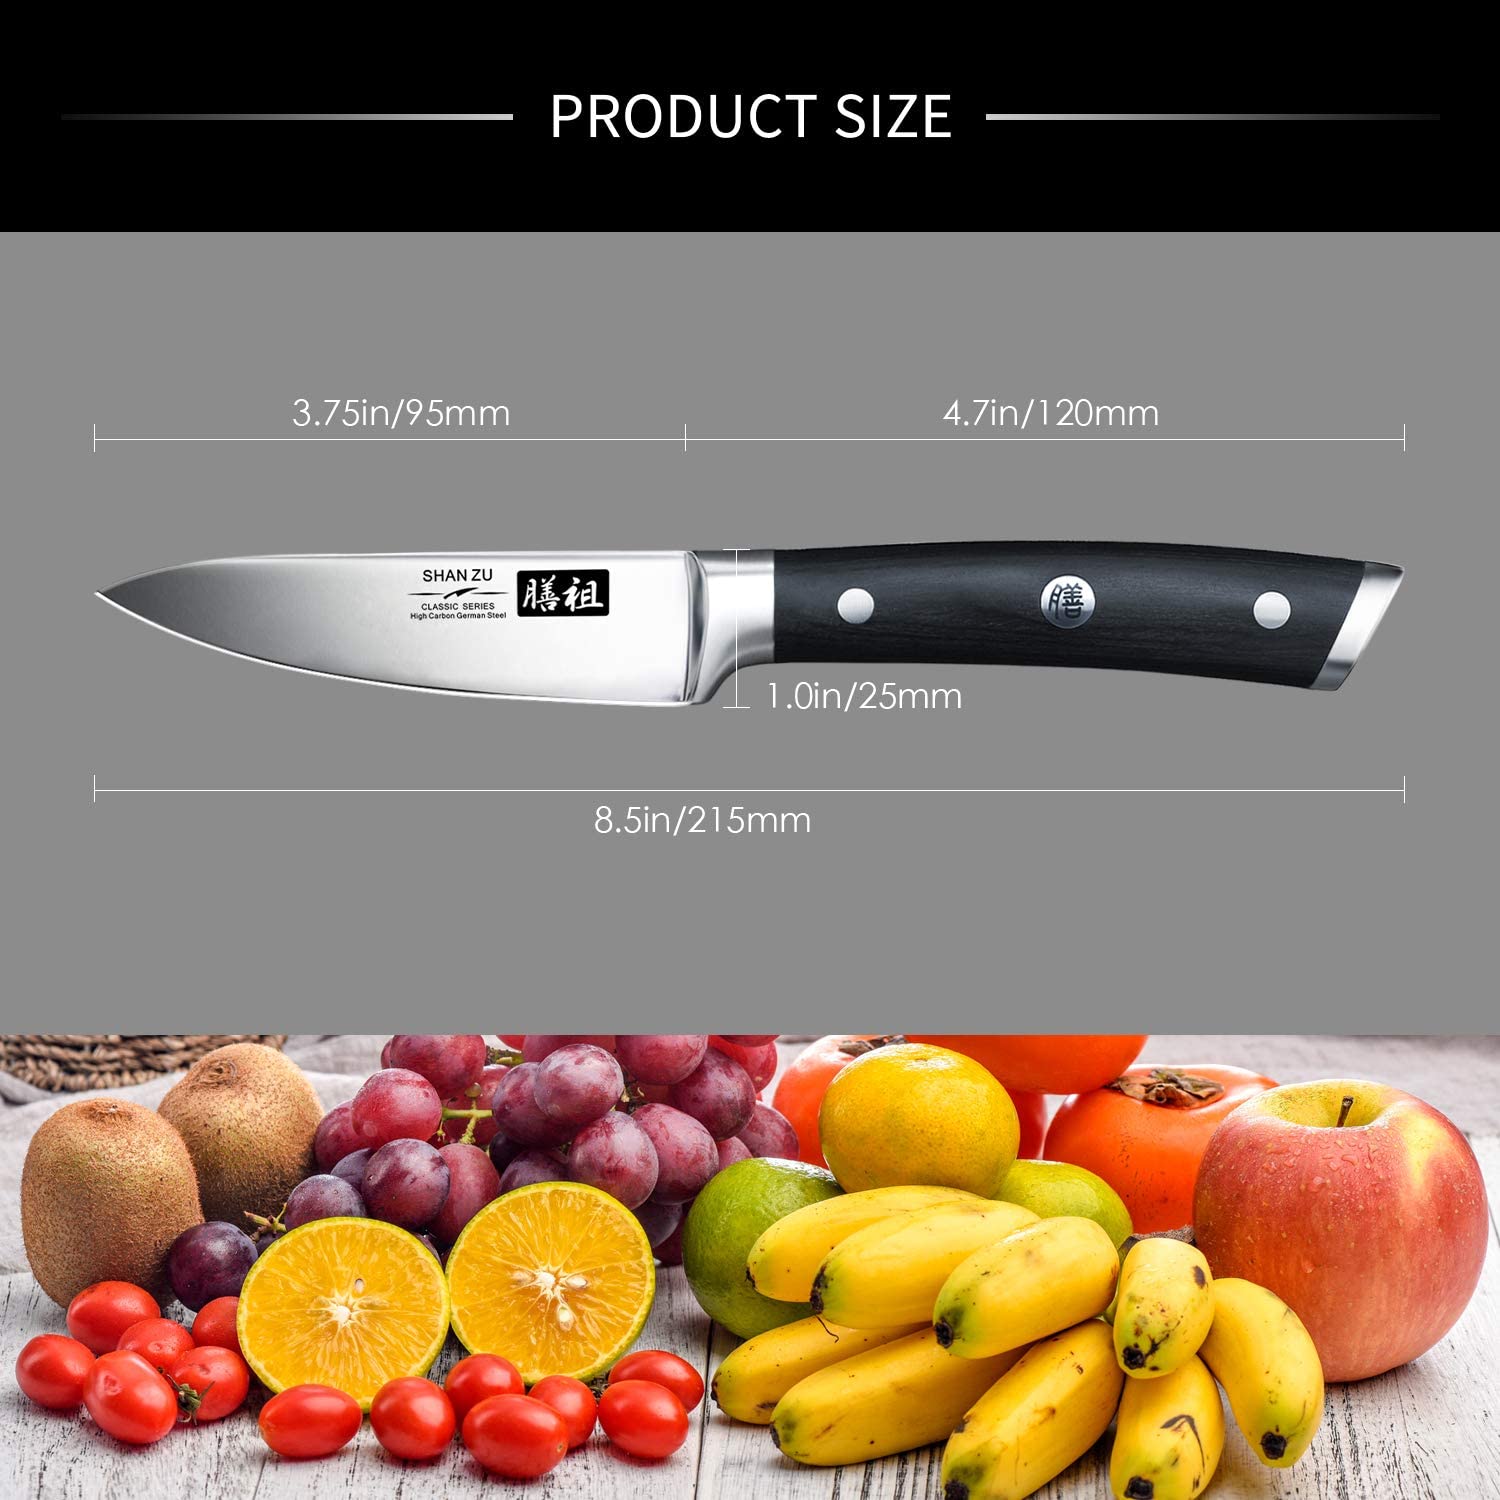 PRODUCT SIZE
3.75in/95mm
4.7in/120mm
SHAN ZU
CLASSIC SERIES
High Carbon German Steel
膳祖
膳
1.0in/25mm
8.5in/215mm